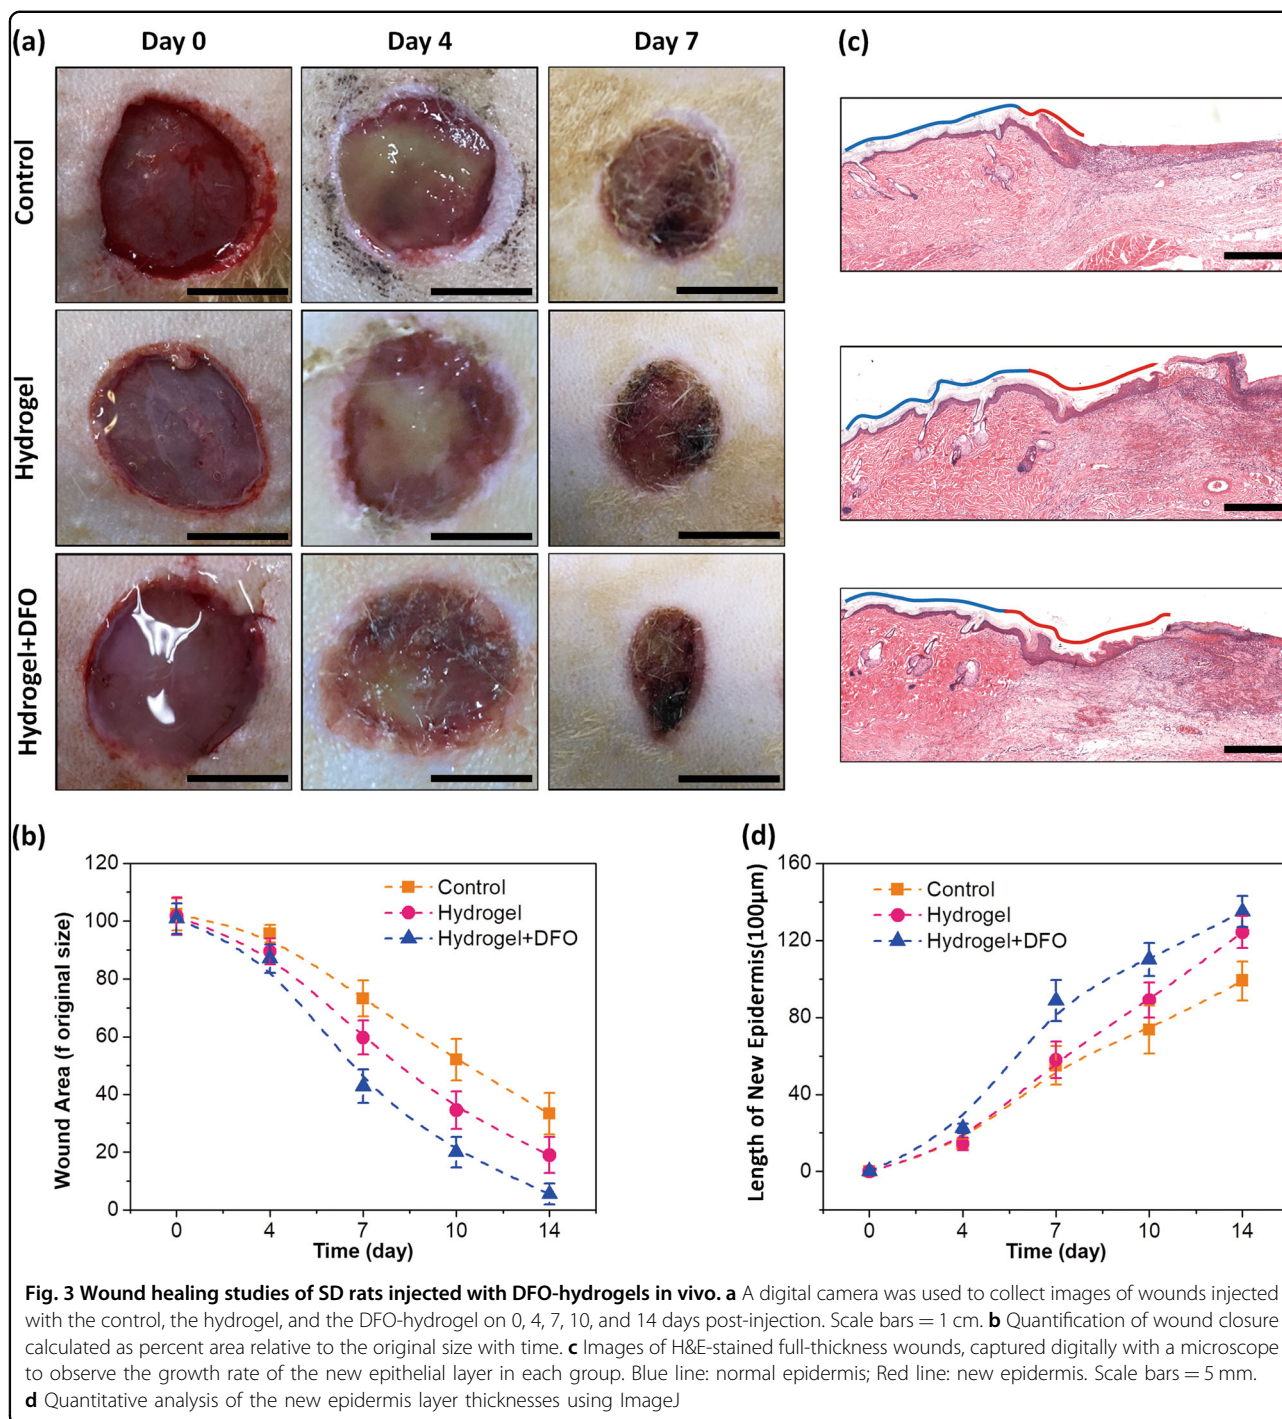 (a)
Day 0
Day 4
Day 7
(c)
Control
Hydrogel
Hydrogel+DFO
(b)
120
100
80
60
40
20
0
Wound Area (f original size)
Control
Hydrogel
Hydrogel+DFO
0
4
7
10
14
Time (day)
(d)
160
120
80
40
0
Length of New Epidermis(100μm)
Control
Hydrogel
Hydrogel+DFO
0
4
7
10
14
Time (day)
Fig. 3 Wound healing studies of SD rats injected with DFO-hydrogels in vivo. a A digital camera was used to collect images of wounds injected
with the control, the hydrogel, and the DFO-hydrogel on 0, 4, 7, 10, and 14 days post-injection. Scale bars = 1 cm. b Quantification of wound closure
calculated as percent area relative to the original size with time. c Images of H&E-stained full-thickness wounds, captured digitally with a microscope
to observe the growth rate of the new epithelial layer in each group. Blue line: normal epidermis; Red line: new epidermis. Scale bars = 5 mm.
d Quantitative analysis of the new epidermis layer thicknesses using ImageJ